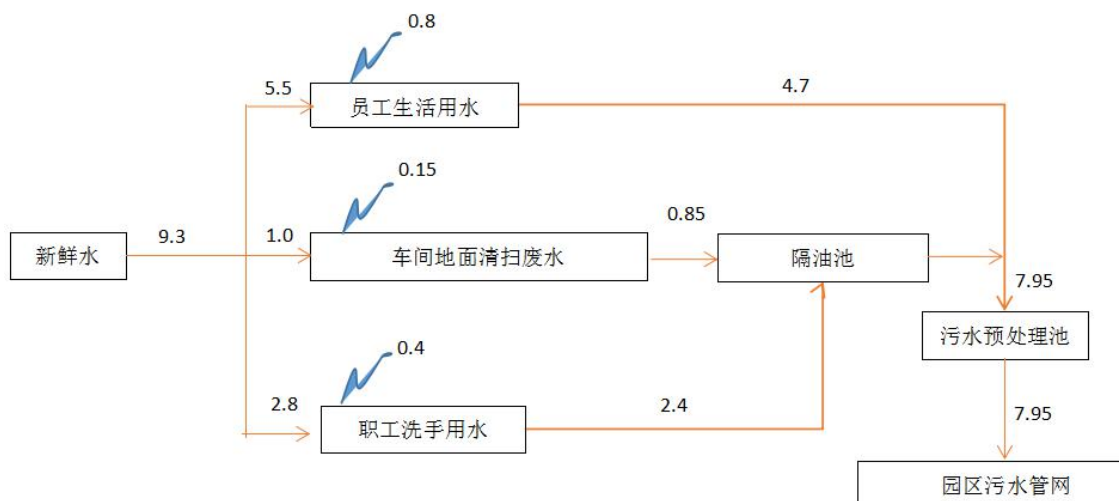 0.8
5.5
员工生活用水
4.7
0.15
新鲜水
9.3
1.0
车间地面清扫废水
0.85
隔油池
7.95
污水预处理池
0.4
2.8
职工洗手用水
2.4
7.95
园区污水管网